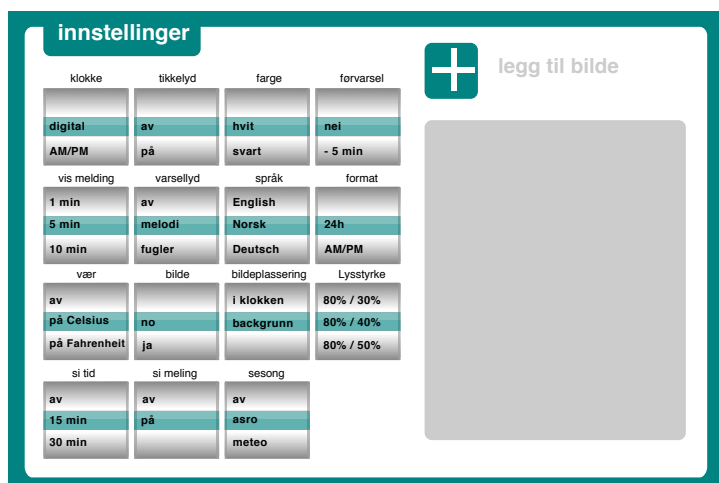 innstellinger
legg til bilde
klokke tikkelyd farge førvarsel
digital av hvit nei
AM/PM på svart - 5 min
vis melding varsellyd språk format
1 min av English
5 min melodi Norsk 24h
10 min fugler Deutsch AM/PM
vær bilde bildeplassering Lysstyrke
av i klokken 80% / 30%
på Celsius no backgrunn 80% / 40%
på Fahrenheit ja 80% / 50%
si tid si meling sesong
av av av
15 min på asro
30 min meteo